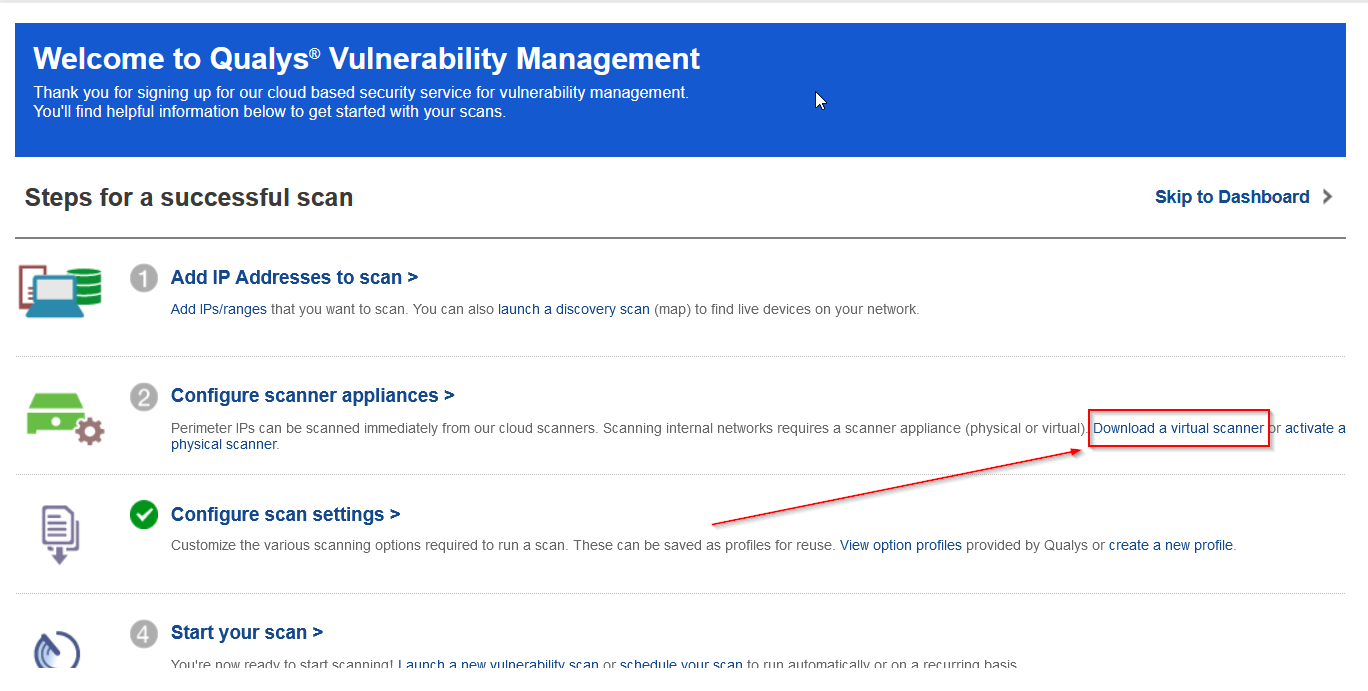 Welcome to Qualys® Vulnerability Management
Thank you for signing up for our cloud based security service for vulnerability management.
You'll find helpful information below to get started with your scans.
Steps for a successful scan
Skip to Dashboard
1 Add IP Addresses to scan >
Add IPs/ranges that you want to scan. You can also launch a discovery scan (map) to find live devices on your network.
2 Configure scanner appliances >
Perimeter IPs can be scanned immediately from our cloud scanners. Scanning internal networks requires a scanner appliance (physical or virtual). Download a virtual scanner or activate a
physical scanner.
Configure scan settings >
Customize the various scanning options required to run a scan. These can be saved as profiles for reuse. View option profiles provided by Qualys or create a new profile.
4 Start your scan >
You're now ready to start scanning! Launch a new vulnerability scan or schedule your scan to run automatically or on a recurring basis.